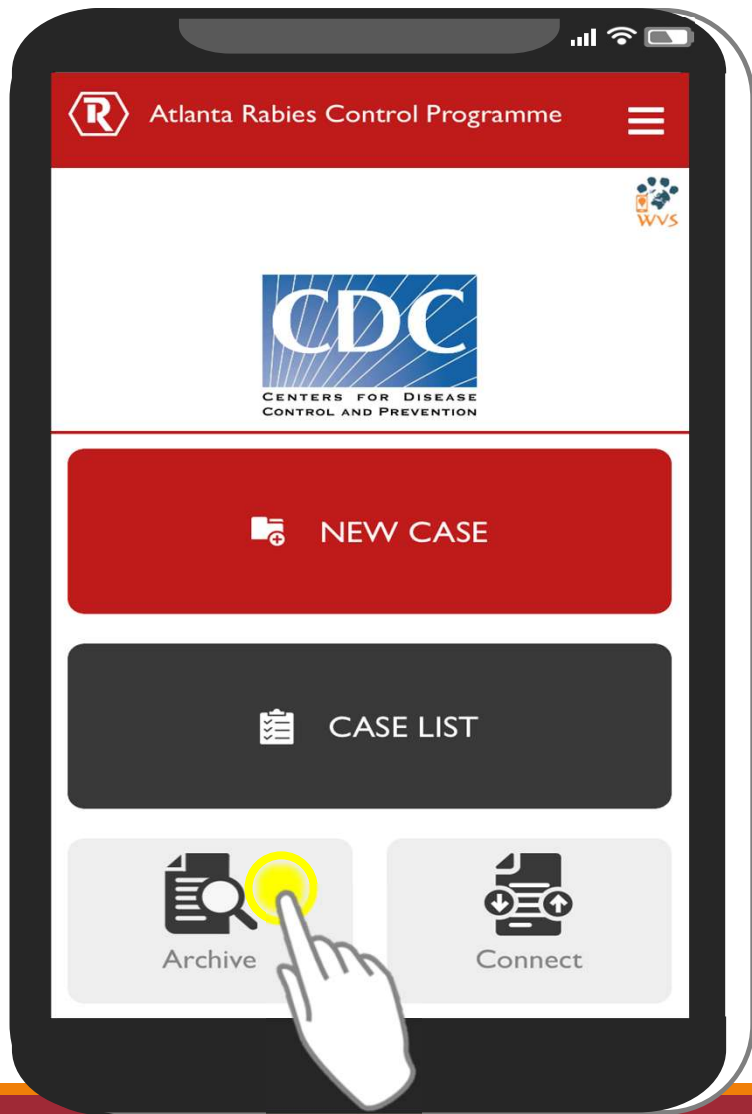 R Atlanta Rabies Control Programme
WVS
CDC
CENTERS FOR DISEASE
CONTROL AND PREVENTION
NEW CASE
CASE LIST
Archive
Connect